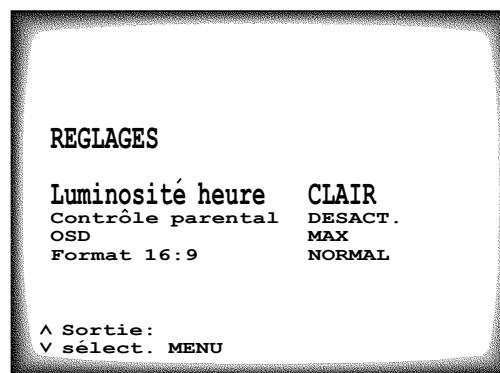 REGLAGES
Luminosité heure CLAIR
Contrôle parental DESACT.
OSD MAX
Format 16:9 NORMAL
∧ Sortie:
∨ sélect. MENU